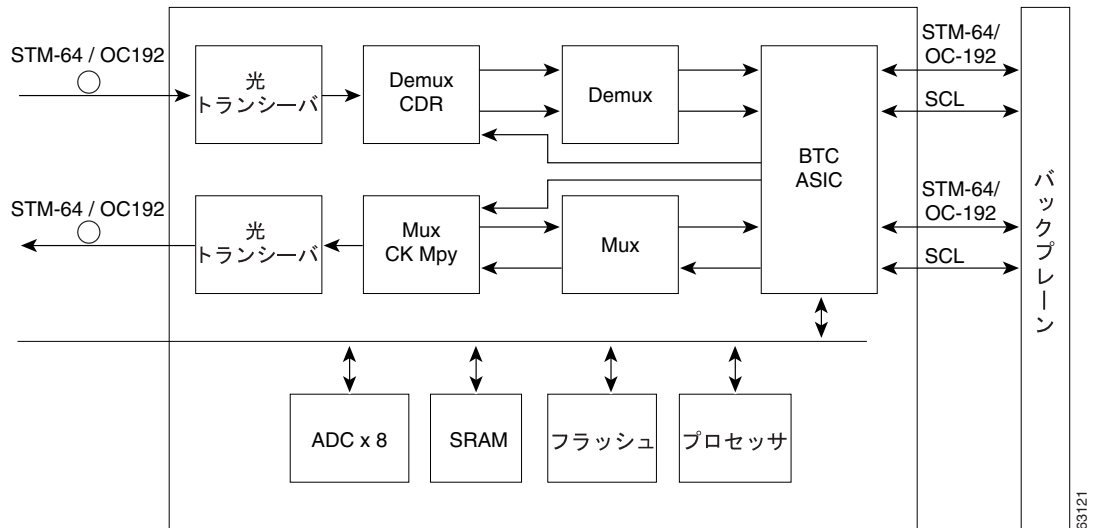 STM-64 / OC192
光
トランシーバ
Demux
CDR
Demux
BTC
ASIC
STM-64/
OC-192
SCL
STM-64 / OC192
光
トランシーバ
Mux
CK Mpy
Mux
STM-64/
OC-192
SCL
バックプレーン
ADC x 8
SRAM
フラッシュ
プロセッサ
63121